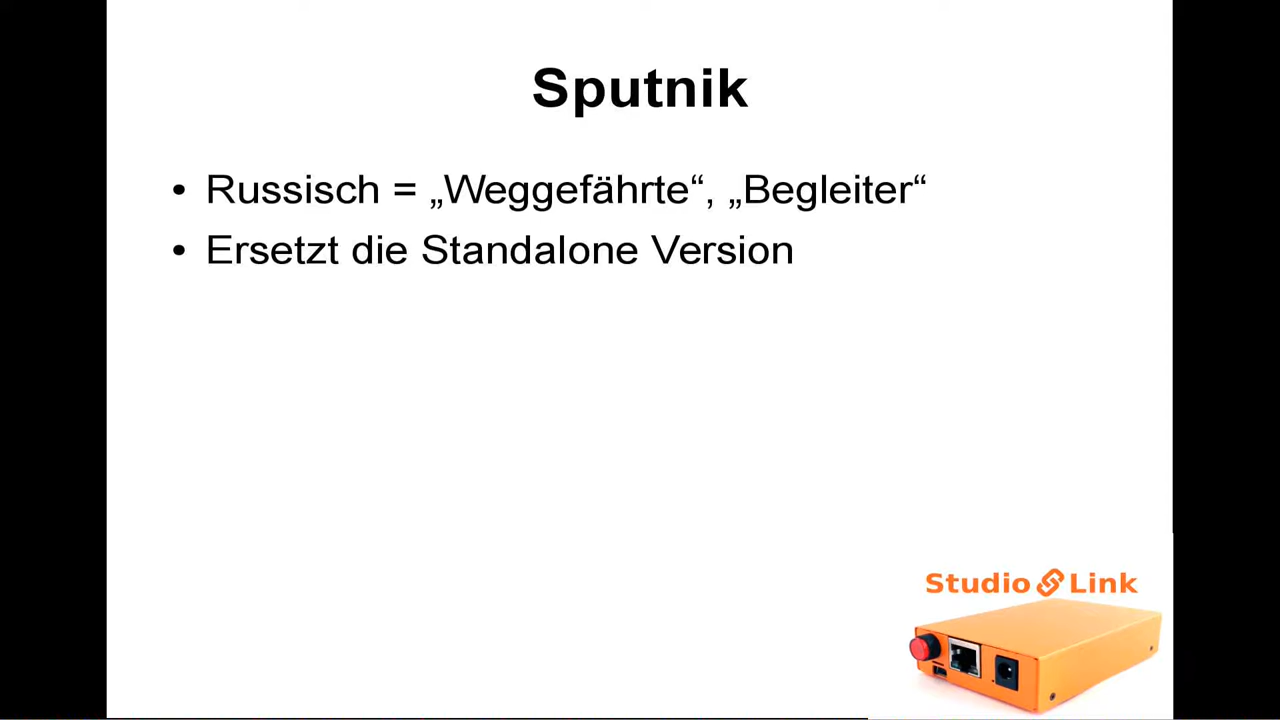 Sputnik
• Russisch = „Weggefährte“, „Begleiter“
• Ersetzt die Standalone Version
Studio Link